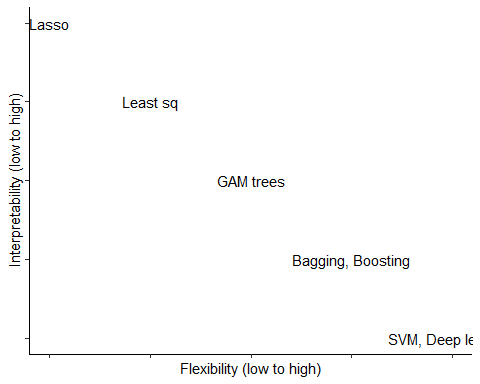 Lasso
Least sq
GAM trees
Bagging, Boosting
SVM, Deep le
Interpretability (low to high)
Flexibility (low to high)